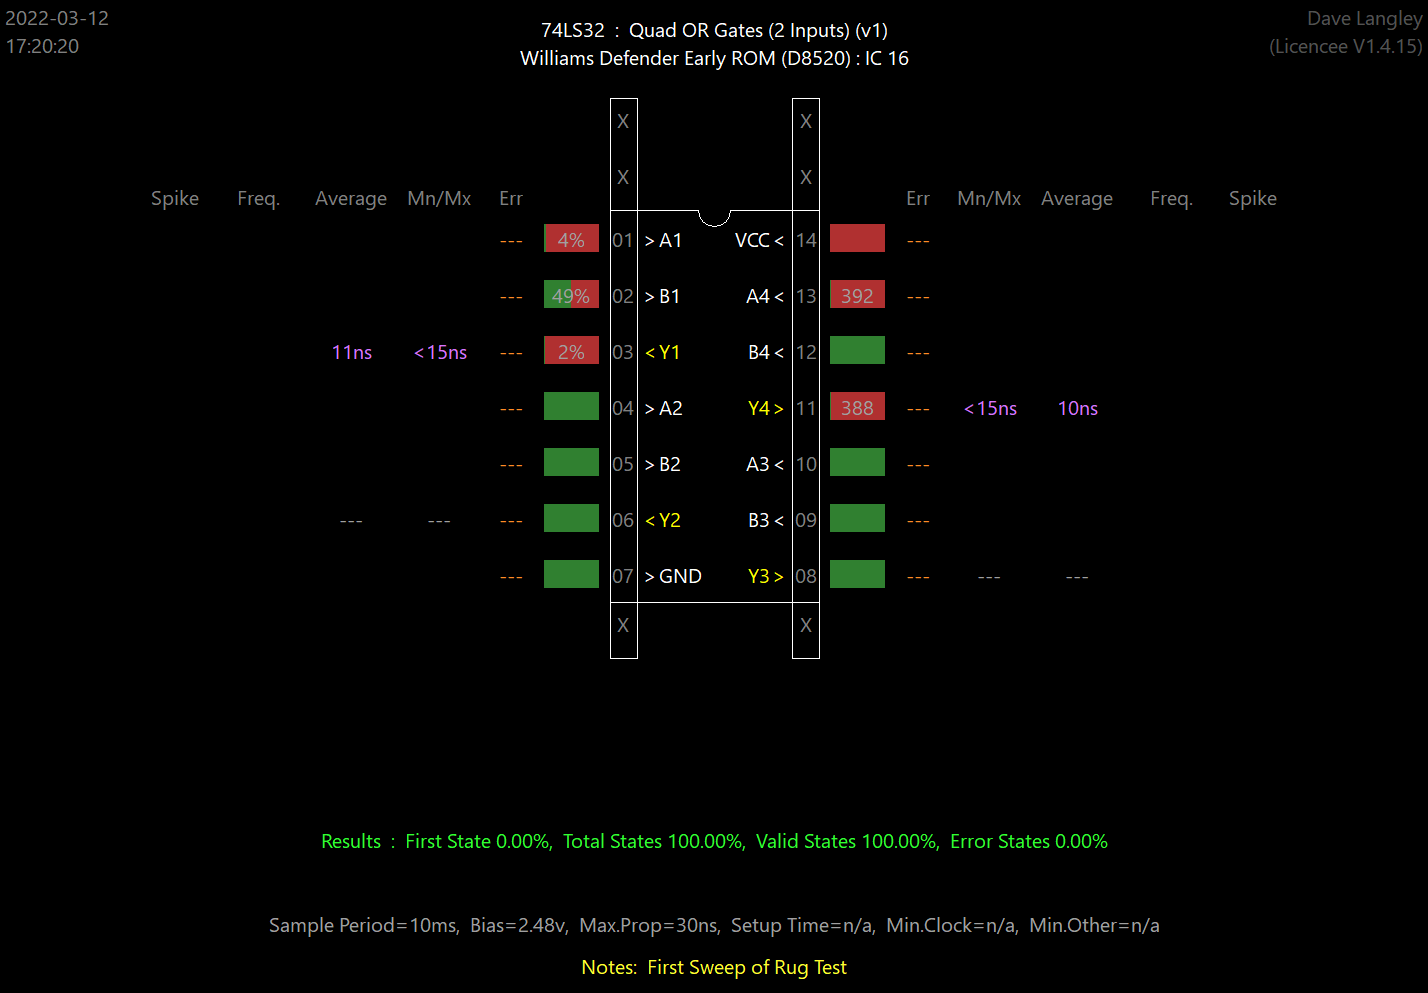 2022-03-12
17:20:20
74LS32 : Quad OR Gates (2 Inputs) (v1)
Williams Defender Early ROM (D8520) : IC 16
Dave Langley
(Licencee V1.4.15)
X X
X X
Spike Freq. Average Mn/Mx Err Err Mn/Mx Average Freq. Spike
--- 4% 01 > A1 VCC < 14 ---
--- 49% 02 > B1 A4 < 13 392 ---
11ns <15ns --- 2% 03 < Y1 B4 < 12 ---
--- 04 > A2 Y4 > 11 388 --- <15ns 10ns
--- 05 > B2 A3 < 10 ---
--- --- --- 06 < Y2 B3 < 09 ---
--- 07 > GND Y3 > 08 --- --- ---
X X
Results : First State 0.00%, Total States 100.00%, Valid States 100.00%, Error States 0.00%
Sample Period=10ms, Bias=2.48v, Max.Prop=30ns, Setup Time=n/a, Min.Clock=n/a, Min.Other=n/a
Notes: First Sweep of Rug Test